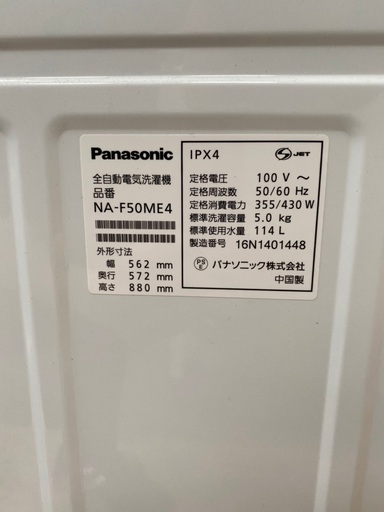 Panasonic
全自動電気洗濯機
品番
NA-F50ME4
外形寸法
幅 562 mm
奥行 572 mm
高さ 880 mm
IPX4
S JET
定格電圧 100 V ～
定格周波数 50/60 Hz
定格消費電力 355/430 W
標準洗濯容量 5.0 kg
標準使用水量 114 L
製造番号 16N1401448
PS
E
パナソニック株式会社
中国製